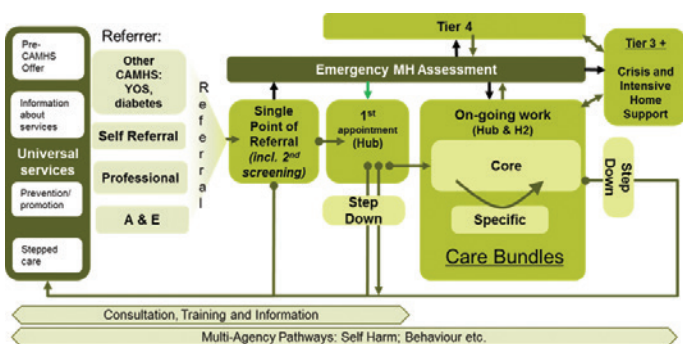 Pre-
CAMHS
Offer
Information
about
services
Universal
services
Prevention/
promotion
Stepped
care
Referrer:
Other
CAMHS:
YOS,
diabetes
Self Referral
Professional
A & E
Referral
Single
Point of
Referral
(incl. 2nd
screening)
1st
appointment
(Hub)
Step
Down
Tier 4
Emergency MH Assessment
On-going work
(Hub & H2)
Core
Specific
Care Bundles
Tier 3 +
Crisis and
Intensive
Home
Support
Step
Down
Consultation, Training and Information
Multi-Agency Pathways: Self Harm; Behaviour etc.